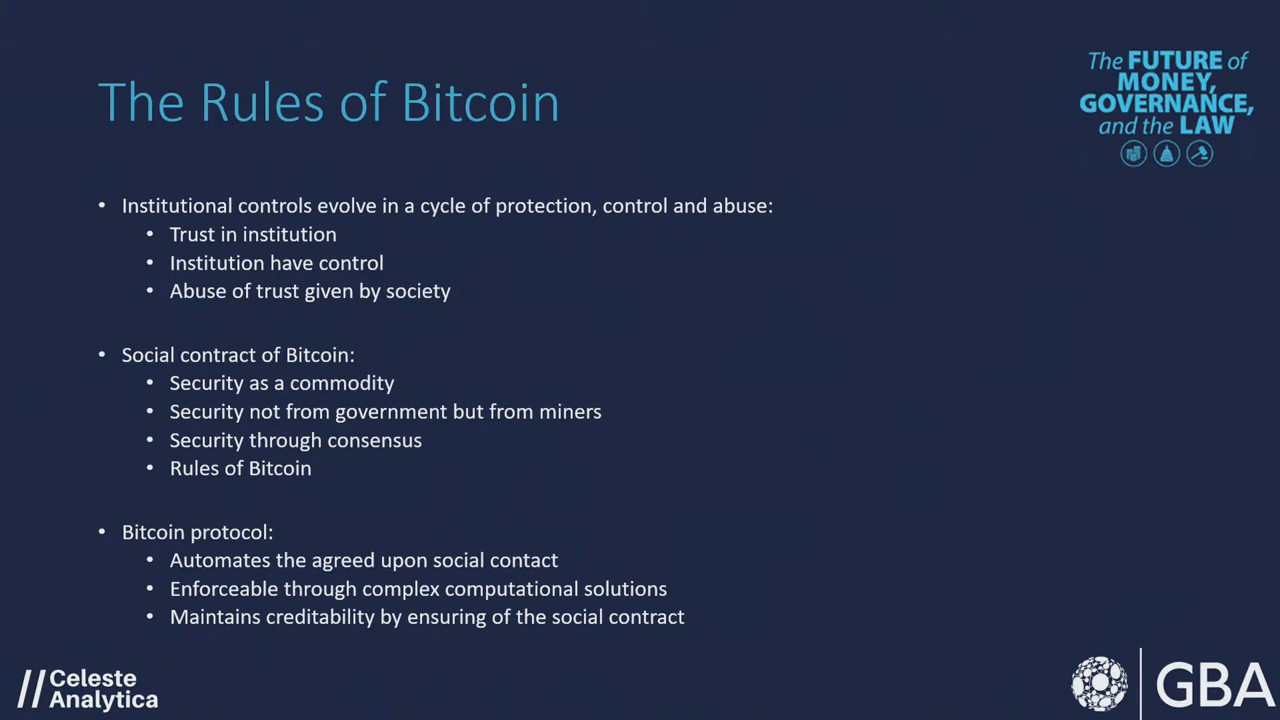 The Rules of Bitcoin
The FUTURE of
MONEY,
GOVERNANCE,
and the LAW
• Institutional controls evolve in a cycle of protection, control and abuse:
• Trust in institution
• Institution have control
• Abuse of trust given by society
• Social contract of Bitcoin:
• Security as a commodity
• Security not from government but from miners
• Security through consensus
• Rules of Bitcoin
• Bitcoin protocol:
• Automates the agreed upon social contact
• Enforceable through complex computational solutions
• Maintains creditability by ensuring of the social contract
//Celeste
Analytica
GBA